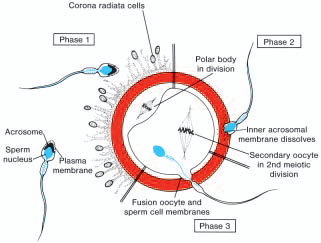 Corona radiata cells
Phase 1
Polar body
in division
Phase 2
Acrosome
Sperm
nucleus
Plasma
membrane
Inner acrosomal
membrane dissolves
Secondary oocyte
in 2nd meiotic
division
Fusion oocyte and
sperm cell membranes
Phase 3